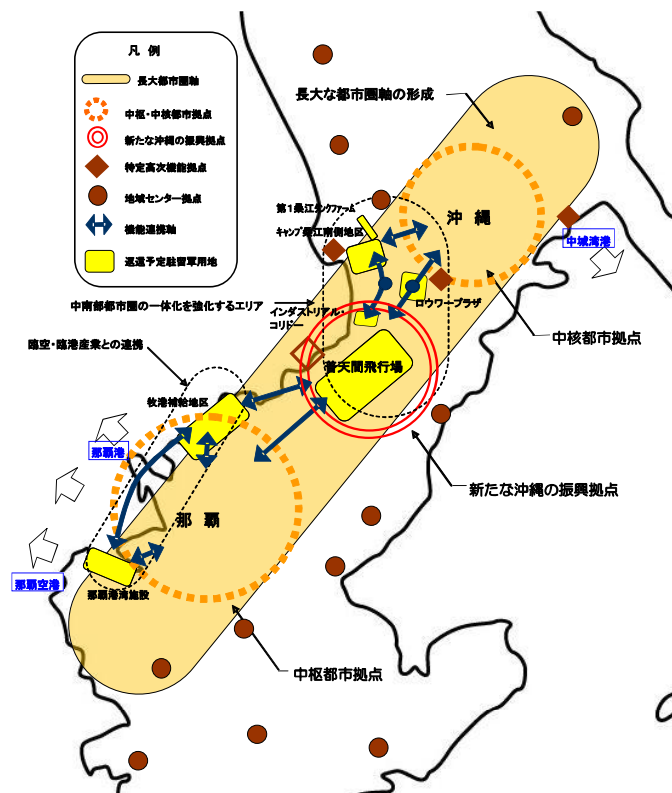 凡 例
長大都市圏軸
中枢・中核都市拠点
新たな沖縄の振興拠点
特定高次機能拠点
地域センター拠点
機能連携軸
返還予定駐留軍用地
長大な都市圏軸の形成
第1桑江タンクファーム
キャンプ桑江南側地区
沖 縄
中城湾港
ロウワープラザ
中南部都市圏の一体化を強化するエリア
インダストリアル・
コリドー
中核都市拠点
臨空・臨港産業との連携
普天間飛行場
牧港補給地区
那覇港
新たな沖縄の振興拠点
那 覇
那覇空港
那覇港湾施設
中枢都市拠点